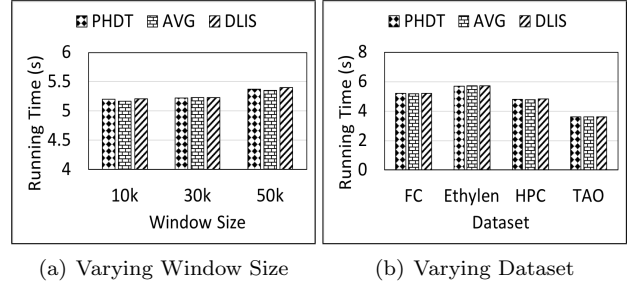 PHDT AVG DLIS
Running Time (s)
6
5.5
5
4.5
4
10k 30k 50k
Window Size
(a) Varying Window Size
PHDT AVG DLIS
Running Time (s)
8
6
4
2
0
FC Ethylen HPC TAO
Dataset
(b) Varying Dataset